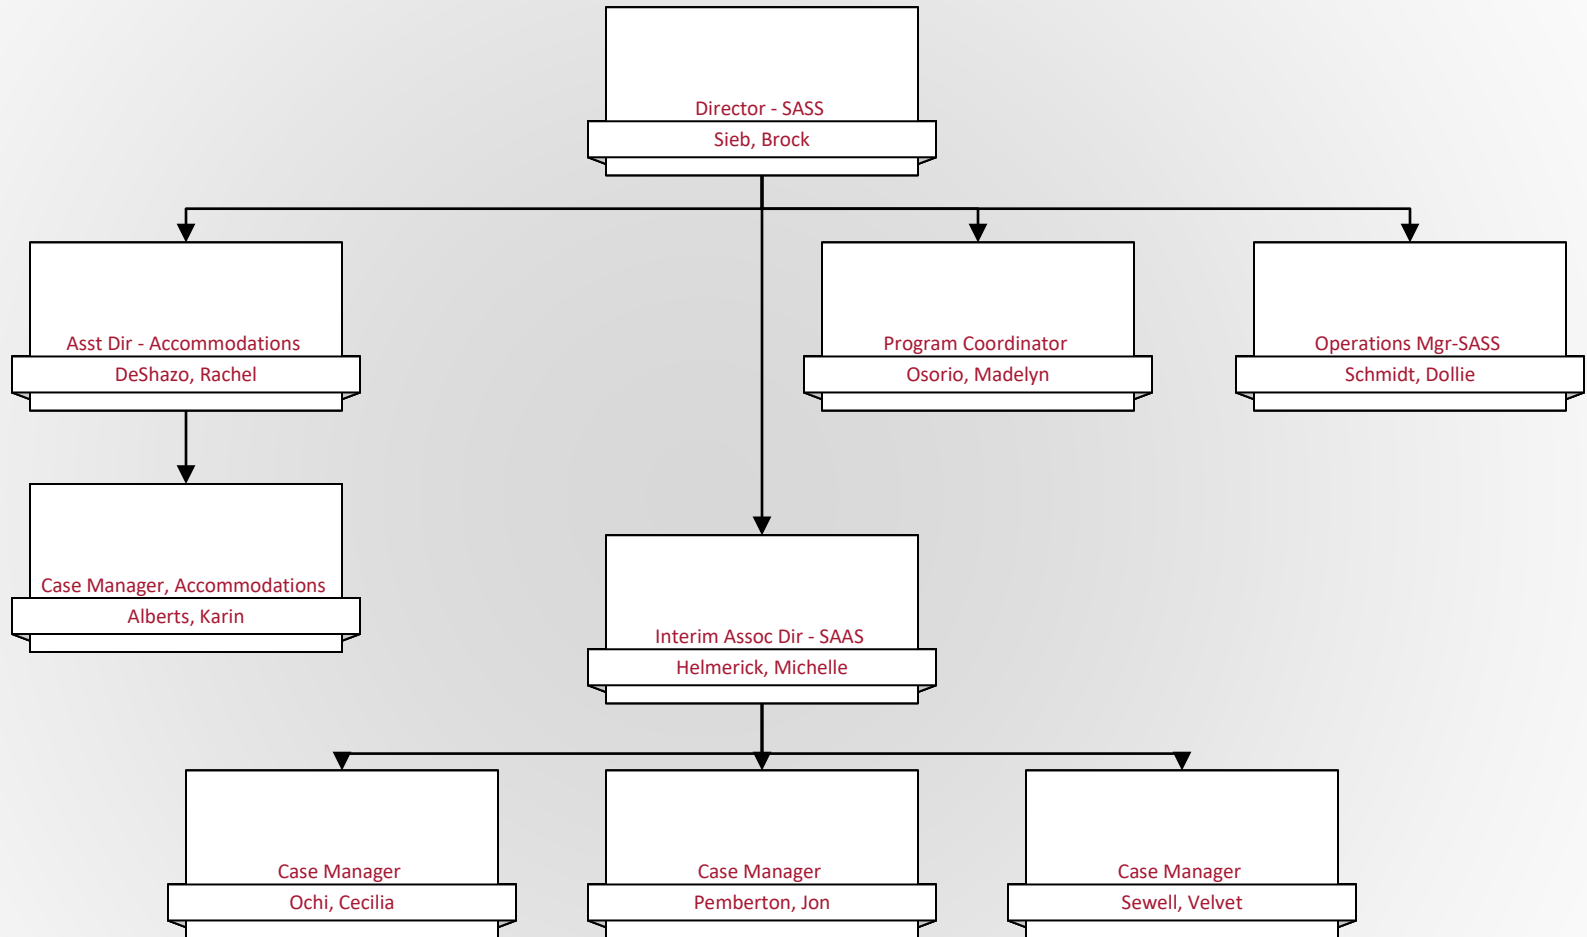 Director - SASS
Sieb, Brock
Asst Dir - Accommodations
DeShazo, Rachel
Program Coordinator
Osorio, Madelyn
Operations Mgr-SASS
Schmidt, Dollie
Case Manager, Accommodations
Alberts, Karin
Interim Assoc Dir - SAAS
Helmerick, Michelle
Case Manager
Ochi, Cecilia
Case Manager
Pemberton, Jon
Case Manager
Sewell, Velvet